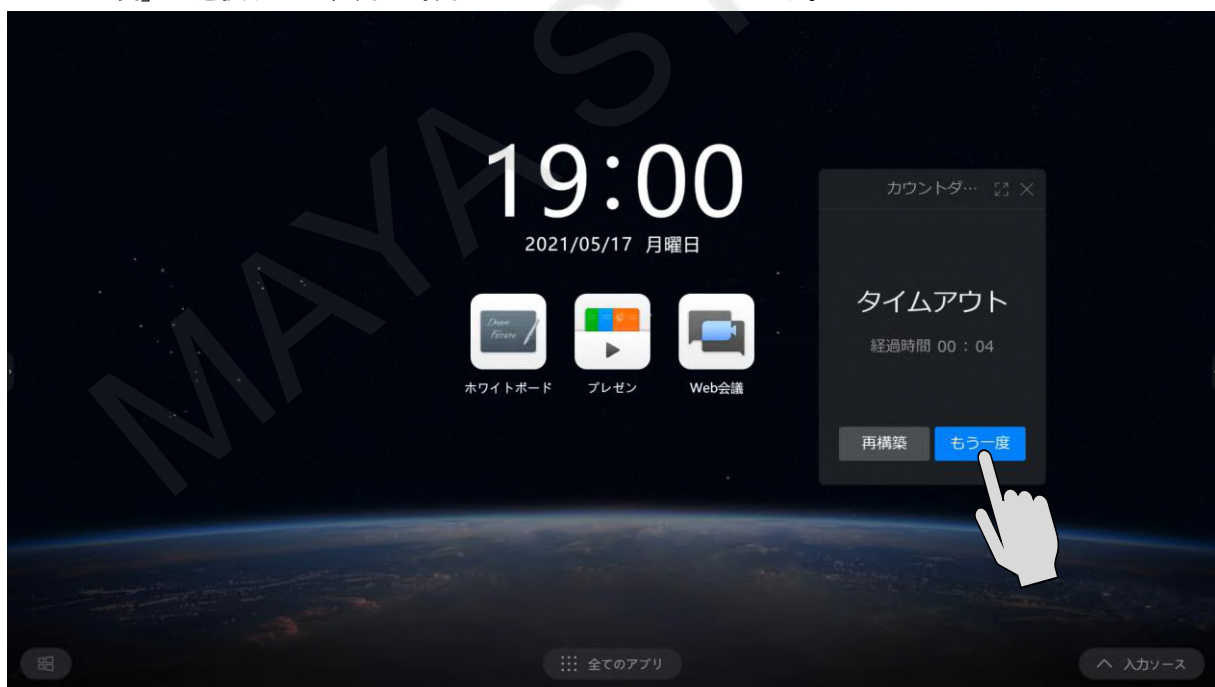 19:00
2021/05/17 月曜日
Dream
Future
ホワイトボード
プレゼン
Web会議
カウントダ…
タイムアウト
経過時間 00 : 04
再構築
もう一度
全てのアプリ
入力ソース
MAYA S